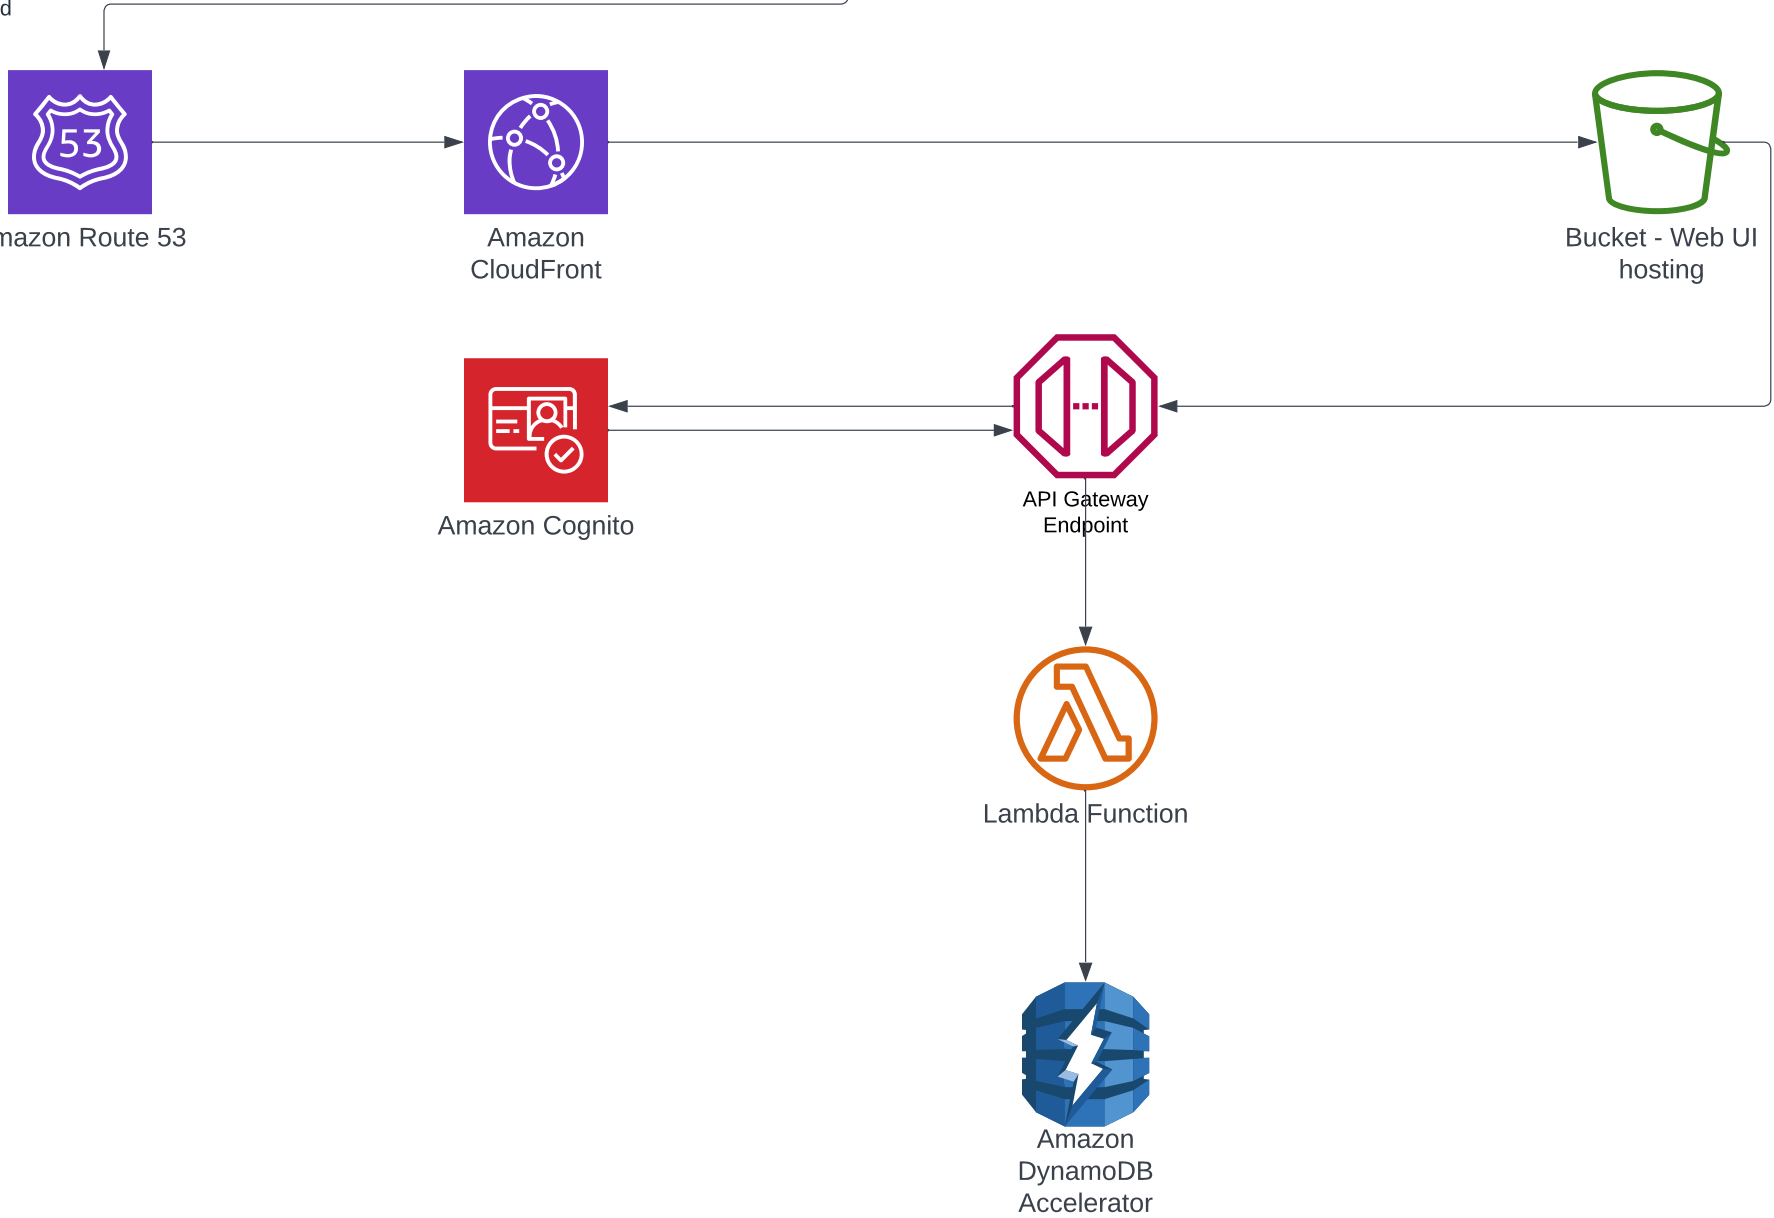 d
53
mazon Route 53
Amazon
CloudFront
Bucket - Web UI
hosting
Amazon Cognito
API Gateway
Endpoint
Lambda Function
Amazon
DynamoDB
Accelerator